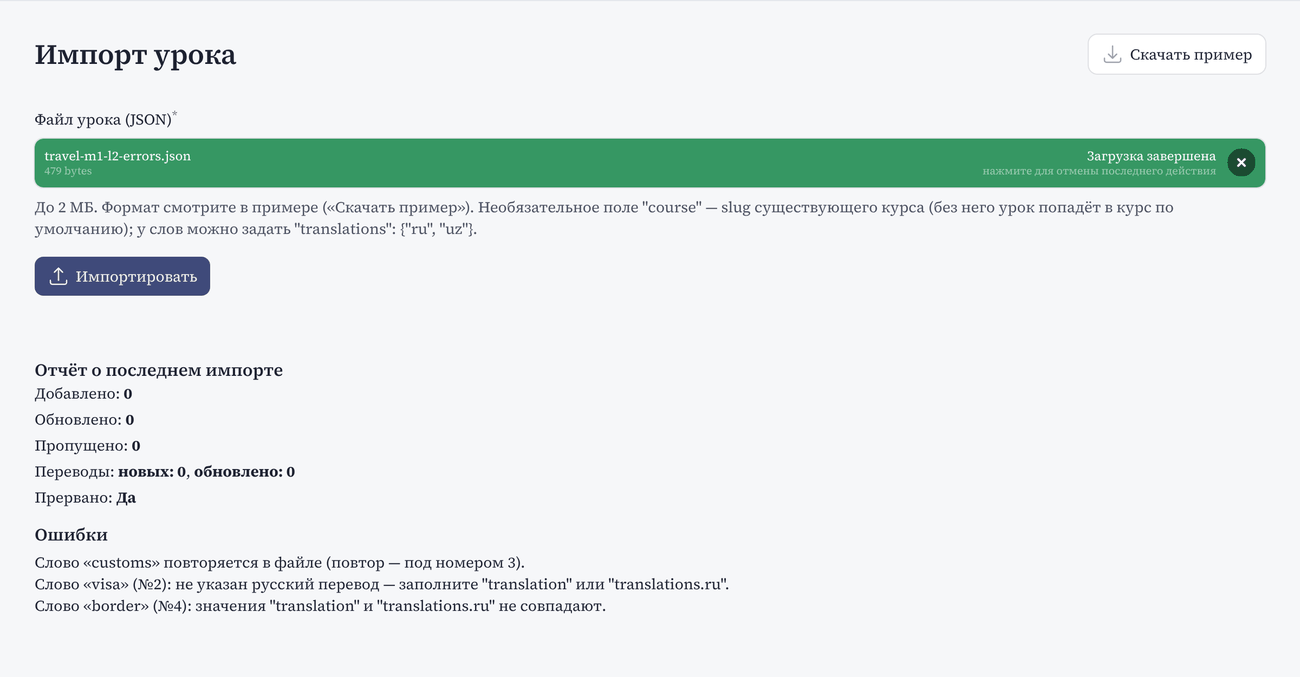 Импорт урока
Скачать пример
Файл урока (JSON)*
travel-m1-l2-errors.json
479 bytes
Загрузка завершена
нажмите для отмены последнего действия
До 2 МБ. Формат смотрите в примере («Скачать пример»). Необязательное поле "course" — slug существующего курса (без него урок попадёт в курс по
умолчанию); у слов можно задать "translations": {"ru", "uz"}.
Импортировать
Отчёт о последнем импорте
Добавлено: 0
Обновлено: 0
Пропущено: 0
Переводы: новых: 0, обновлено: 0
Прервано: Да
Ошибки
Слово «customs» повторяется в файле (повтор — под номером 3).
Слово «visa» (№2): не указан русский перевод — заполните "translation" или "translations.ru".
Слово «border» (№4): значения "translation" и "translations.ru" не совпадают.